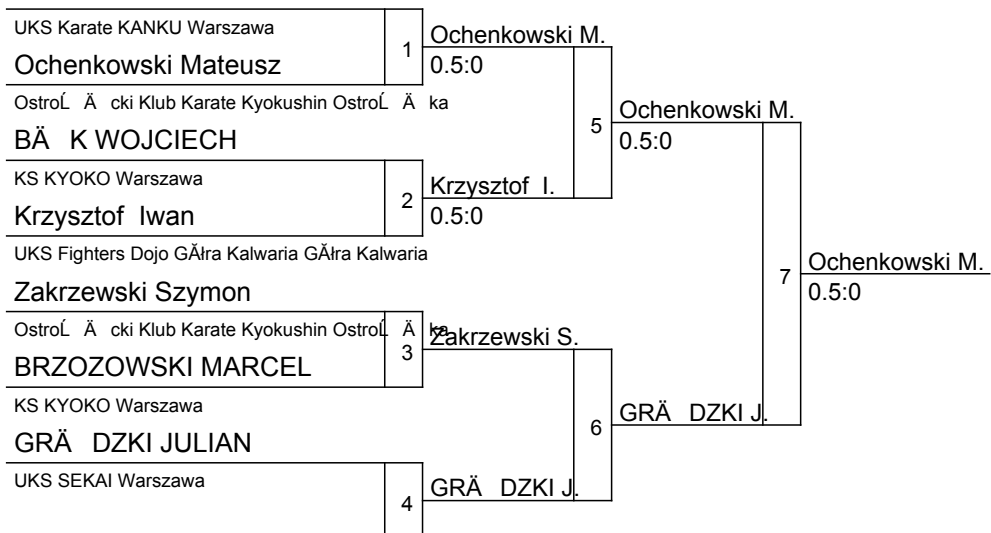 UKS Karate KANKU Warszawa
Ochenkowski Mateusz
1
Ochenkowski M.
0.5:0
OstroĹ Ä cki Klub Karate Kyokushin OstroĹ Ä ka
BÄ K WOJCIECH
5
Ochenkowski M.
0.5:0
KS KYOKO Warszawa
Krzysztof Iwan
2
Krzysztof I.
0.5:0
UKS Fighters Dojo GĂłra Kalwaria GĂłra Kalwaria
Zakrzewski Szymon
7
Ochenkowski M.
0.5:0
OstroĹ Ä cki Klub Karate Kyokushin OstroĹ Ä ka
BRZOZOWSKI MARCEL
3
Zakrzewski S.
KS KYOKO Warszawa
GRÄ DZKI JULIAN
6
GRÄ DZKI J.
UKS SEKAI Warszawa
4
GRÄ DZKI J.